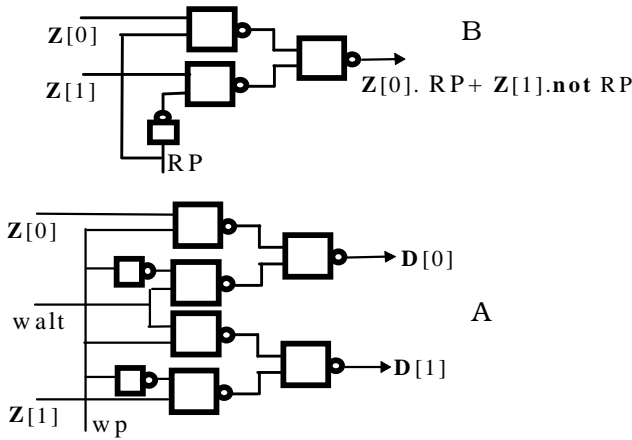 Z[0]
B
Z[1]
Z[0]. RP+ Z[1].not RP
RP
Z[0]
D[0]
walt
A
D[1]
Z[1]
wp